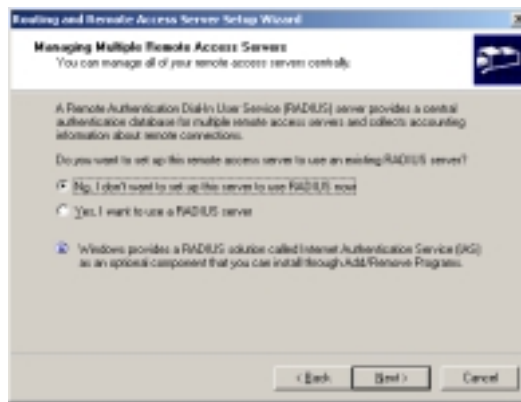 Routing and Remote Access Server Setup Wizard
Managing Multiple Remote Access Servers
You can manage all of your remote access servers centrally.
A Remote Authentication Dial-In User Service (RADIUS) server provides a central
authentication database for multiple remote access servers and collects accounting
information about remote connections.
Do you want to set up this remote access server to use an existing RADIUS server?
No, I don't want to set up this server to use RADIUS now
Yes, I want to use a RADIUS server
Windows provides a RADIUS solution called Internet Authentication Service (IAS)
as an optional component that you can install through Add/Remove Programs.
< Back
Next >
Cancel